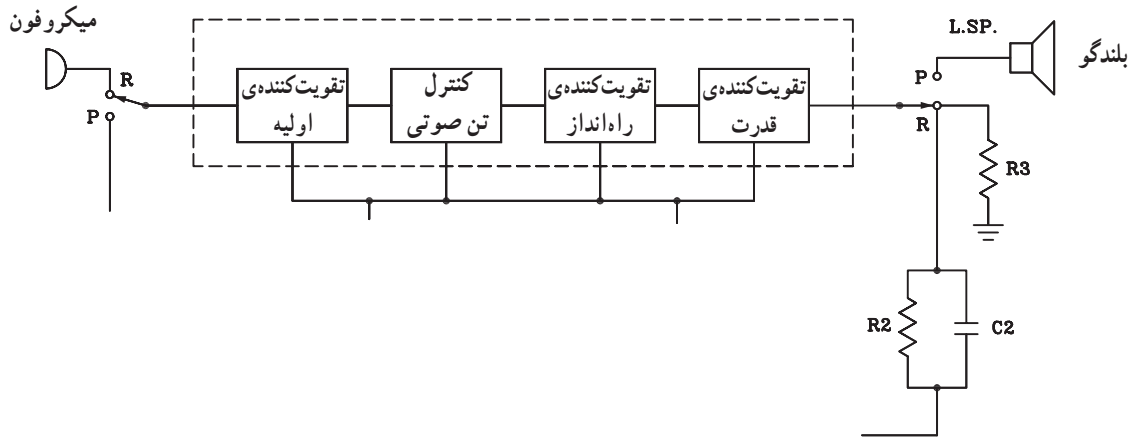 میکروفون
R
P
تقویت‌کننده‌ی
اولیه
کنترل
تن صوتی
تقویت‌کننده‌ی
راه‌انداز
تقویت‌کننده‌ی
قدرت
L.SP.
بلندگو
P
R
R3
R2
C2